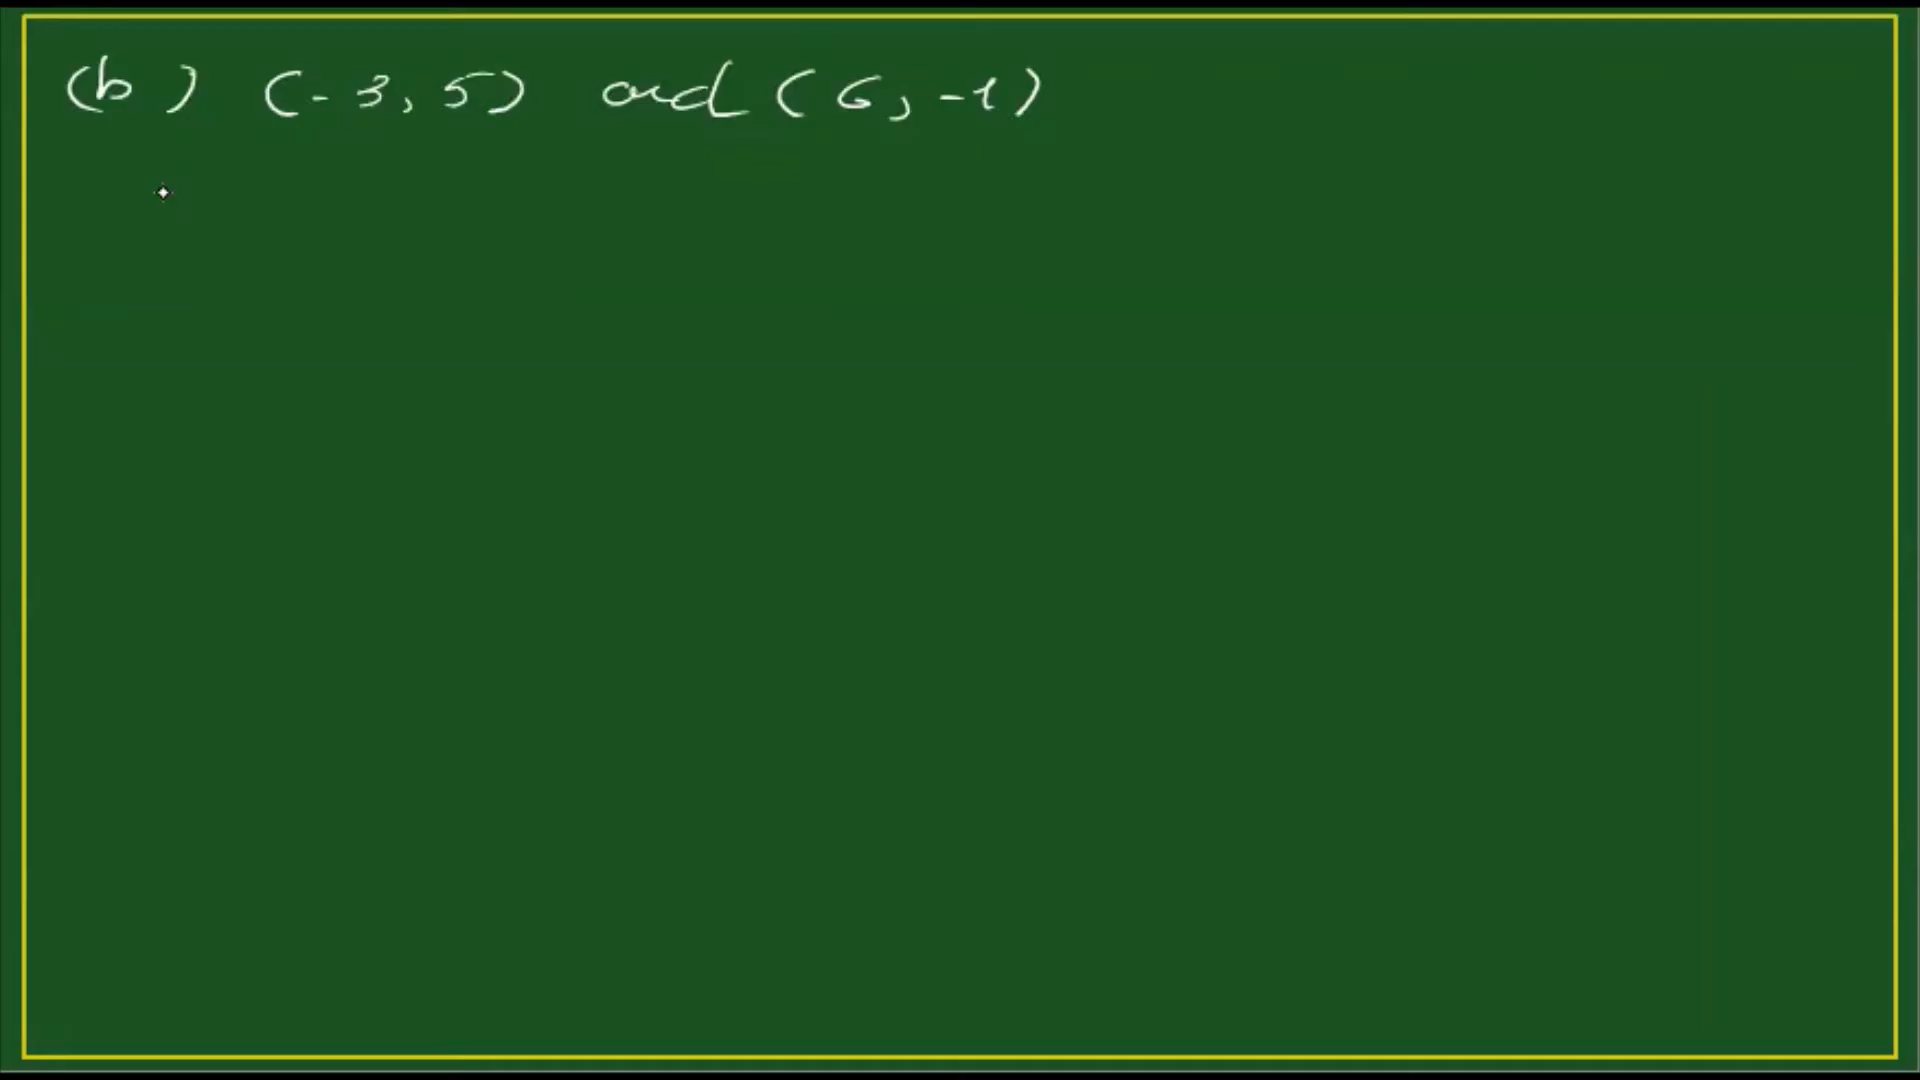 (b) (-3, 5) and (6, -1)